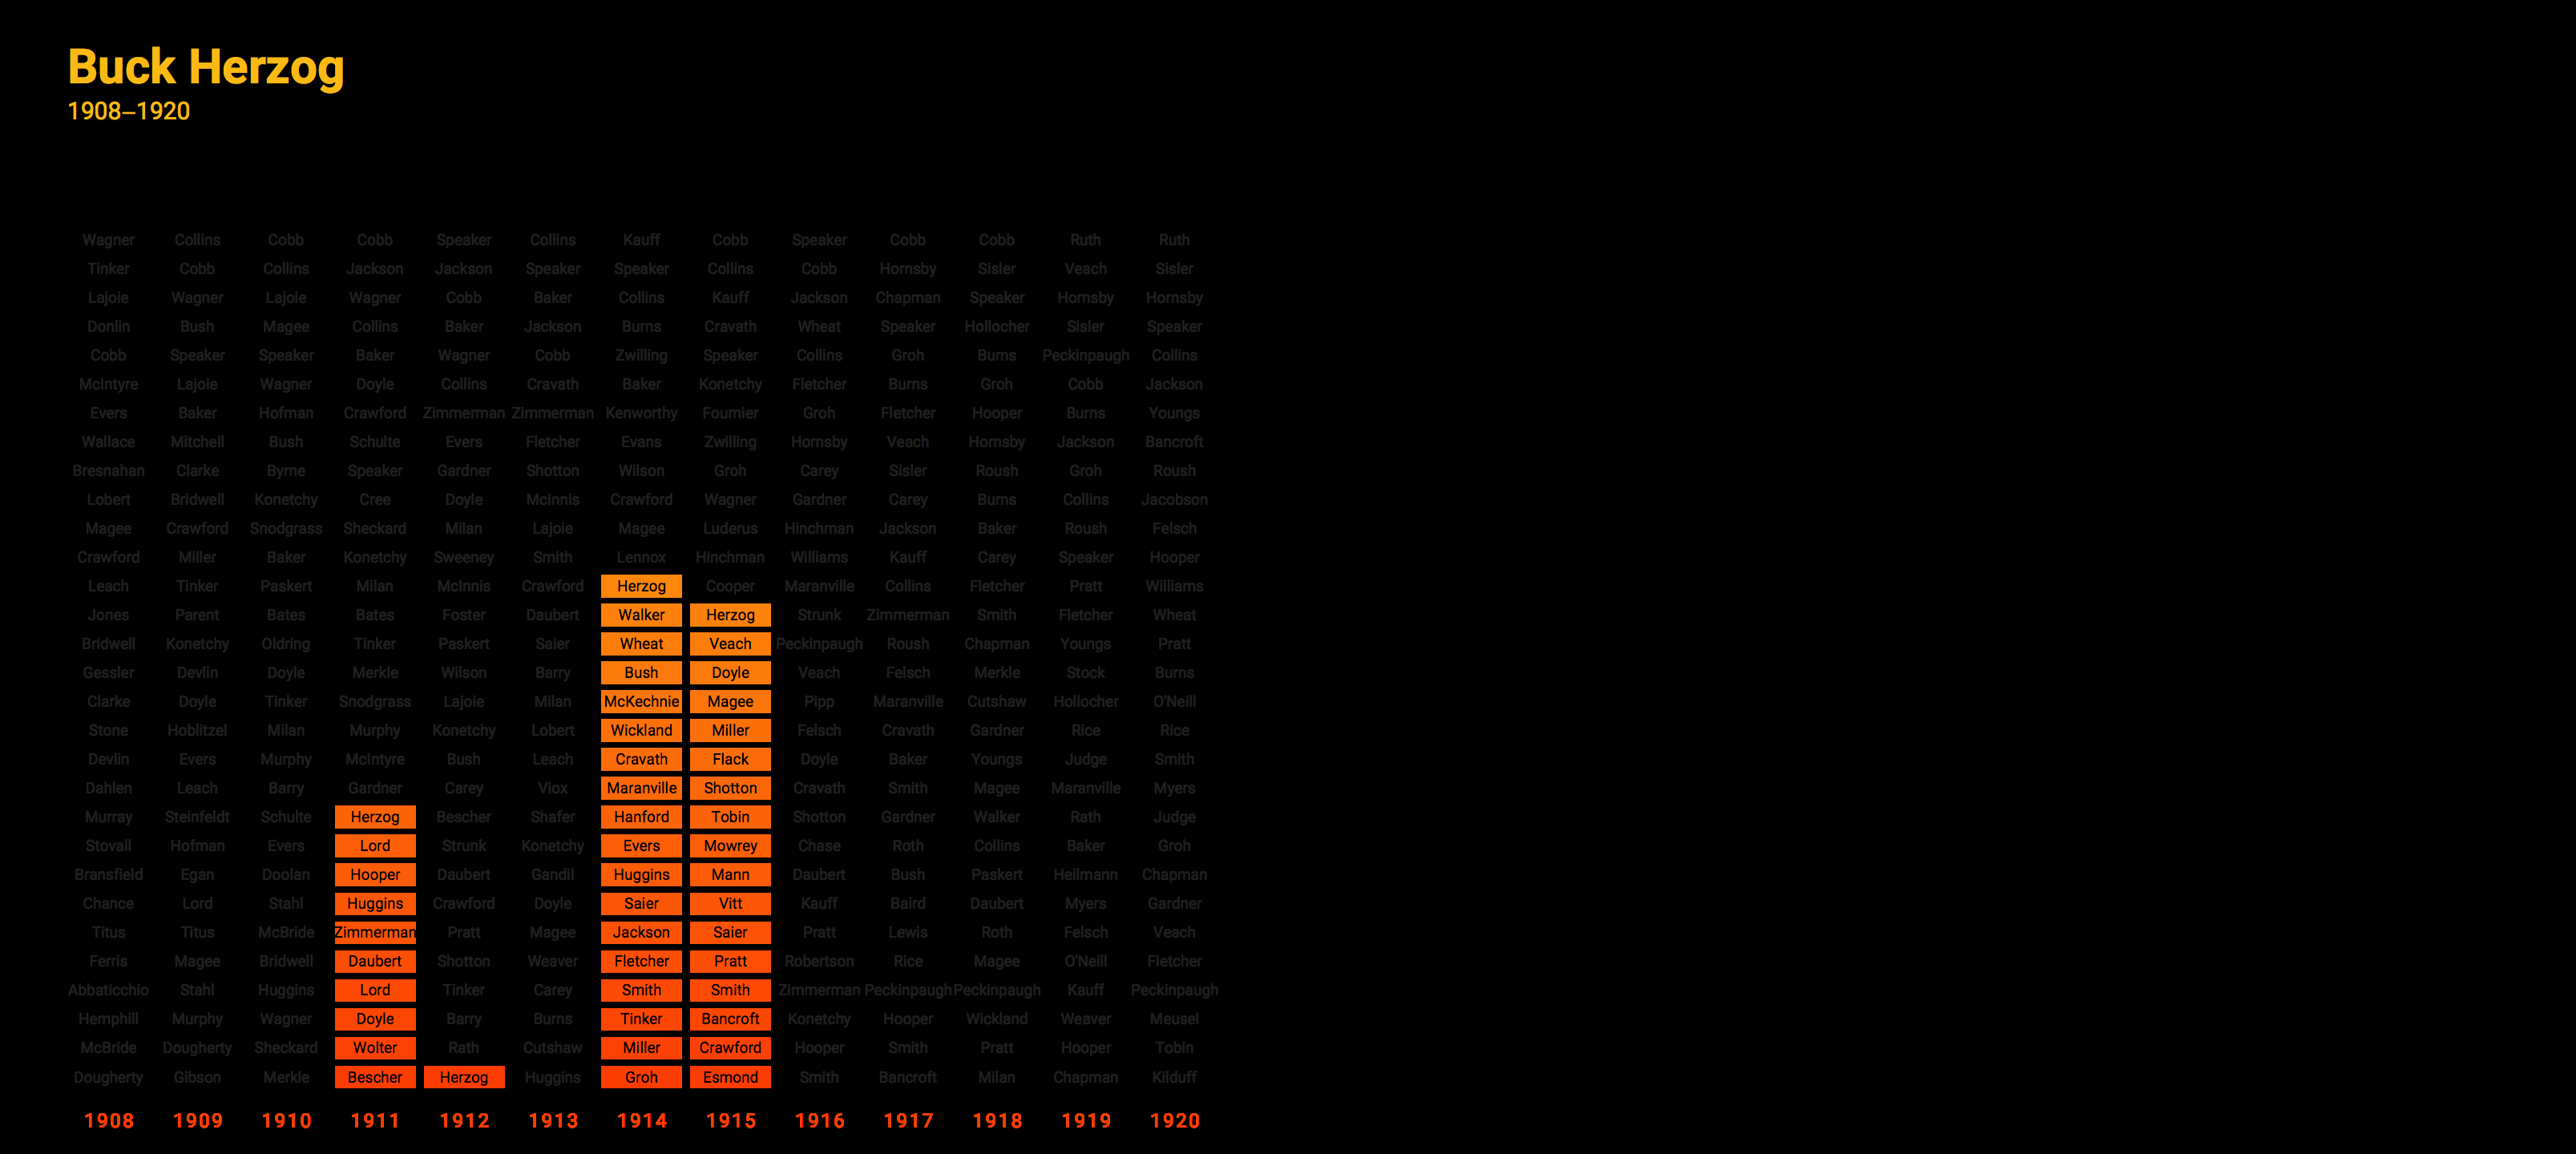 Buck Herzog
1908–1920
Wagner Collins Cobb Cobb Speaker Collins Kauff Cobb Speaker Cobb Cobb Ruth Ruth
Tinker Cobb Collins Jackson Jackson Speaker Speaker Collins Cobb Hornsby Sisler Veach Sisler
Lajoie Wagner Lajoie Wagner Cobb Baker Collins Kauff Jackson Chapman Speaker Hornsby Hornsby
Donlin Bush Magee Collins Baker Jackson Burns Cravath Wheat Speaker Hollocher Sisler Speaker
Cobb Speaker Speaker Baker Wagner Cobb Zwilling Speaker Collins Groh Burns Peckinpaugh Collins
McIntyre Lajoie Wagner Doyle Collins Cravath Baker Konetchy Fletcher Burns Groh Cobb Jackson
Evers Baker Hofman Crawford Zimmerman Zimmerman Kenworthy Fournier Groh Fletcher Hooper Burns Youngs
Wallace Mitchell Bush Schulte Evers Fletcher Evans Zwilling Hornsby Veach Hornsby Jackson Bancroft
Bresnahan Clarke Byrne Speaker Gardner Shotton Wilson Groh Carey Sisler Roush Groh Roush
Lobert Bridwell Konetchy Cree Doyle McInnis Crawford Wagner Gardner Carey Burns Collins Jacobson
Magee Crawford Snodgrass Sheckard Milan Lajoie Magee Luderus Hinchman Jackson Baker Roush Felsch
Crawford Miller Baker Konetchy Sweeney Smith Lennox Hinchman Williams Kauff Carey Speaker Hooper
Leach Tinker Paskert Milan McInnis Crawford Herzog Cooper Maranville Collins Fletcher Pratt Williams
Jones Parent Bates Bates Foster Daubert Walker Herzog Strunk Zimmerman Smith Fletcher Wheat
Bridwell Konetchy Oldring Tinker Paskert Saier Wheat Veach Peckinpaugh Roush Chapman Youngs Pratt
Gessler Devlin Doyle Merkle Wilson Barry Bush Doyle Veach Felsch Merkle Stock Burns
Clarke Doyle Tinker Snodgrass Lajoie Milan McKechnie Magee Pipp Maranville Cutshaw Hollocher O'Neill
Stone Hoblitzel Milan Murphy Konetchy Lobert Wickland Miller Felsch Cravath Gardner Rice Rice
Devlin Evers Murphy McIntyre Bush Leach Cravath Flack Doyle Baker Youngs Judge Smith
Dahlen Leach Barry Gardner Carey Viox Maranville Shotton Cravath Smith Magee Maranville Myers
Murray Steinfeldt Schulte Herzog Bescher Shafer Hanford Tobin Shotton Gardner Walker Rath Judge
Stovall Hofman Evers Lord Strunk Konetchy Evers Mowrey Chase Roth Collins Baker Groh
Bransfield Egan Doolan Hooper Daubert Gandil Huggins Mann Daubert Bush Paskert Heilmann Chapman
Chance Lord Stahl Huggins Crawford Doyle Saier Vitt Kauff Baird Daubert Myers Gardner
Titus Titus McBride Zimmerman Pratt Magee Jackson Saier Pratt Lewis Roth Felsch Veach
Ferris Magee Bridwell Daubert Shotton Weaver Fletcher Pratt Robertson Rice Magee O'Neill Fletcher
Abbaticchio Stahl Huggins Lord Tinker Carey Smith Smith Zimmerman Peckinpaugh Peckinpaugh Kauff Peckinpaugh
Hemphill Murphy Wagner Doyle Barry Burns Tinker Bancroft Konetchy Hooper Wickland Weaver Meusel
McBride Dougherty Sheckard Wolter Rath Cutshaw Miller Crawford Hooper Smith Pratt Hooper Tobin
Dougherty Gibson Merkle Bescher Herzog Huggins Groh Esmond Smith Bancroft Milan Chapman Kilduff
1908 1909 1910 1911 1912 1913 1914 1915 1916 1917 1918 1919 1920